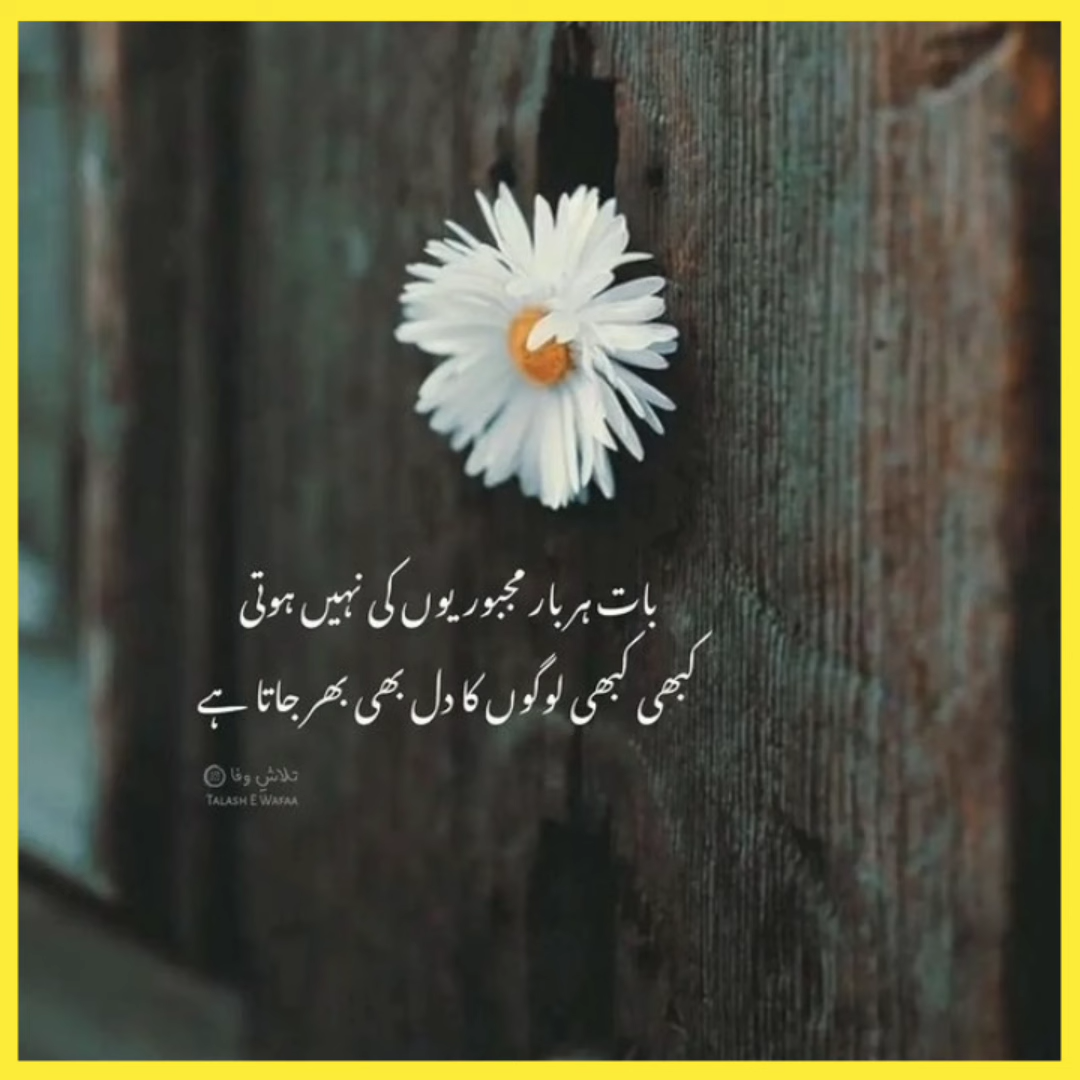 بات ہر بار مجبوریوں کی نہیں ہوتی
کبھی کبھی لوگوں کا دل بھی بھر جاتا ہے
تلاشِ وفا
TALASH E WAFAA